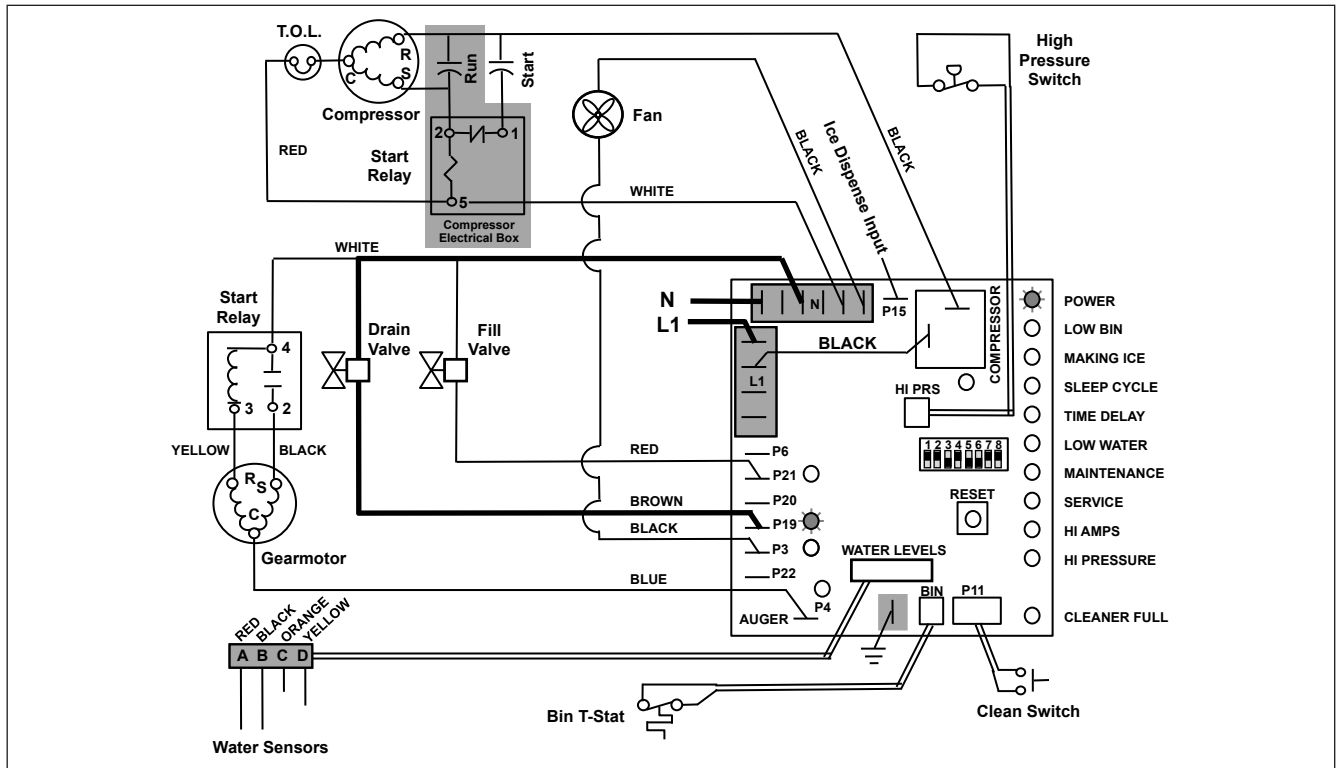 T.O.L.
R
S
C
Compressor
Run
Start
2
1
Start
Relay
5
Compressor
Electrical Box
RED
WHITE
Fan
BLACK
Ice Dispense Input
BLACK
High
Pressure
Switch
WHITE
Start
Relay
4
3
2
YELLOW
BLACK
R
S
C
Gearmotor
Drain
Valve
Fill
Valve
N
L1
N
P15
L1
BLACK
COMPRESSOR
HI PRS
1 2 3 4 5 6 7 8
RESET
POWER
LOW BIN
MAKING ICE
SLEEP CYCLE
TIME DELAY
LOW WATER
MAINTENANCE
SERVICE
HI AMPS
HI PRESSURE
CLEANER FULL
P6
RED
P21
P20
BROWN
P19
BLACK
P3
P22
BLUE
P4
AUGER
WATER LEVELS
BIN
P11
RED
BLACK
ORANGE
YELLOW
A B C D
Water Sensors
Bin T-Stat
Clean Switch